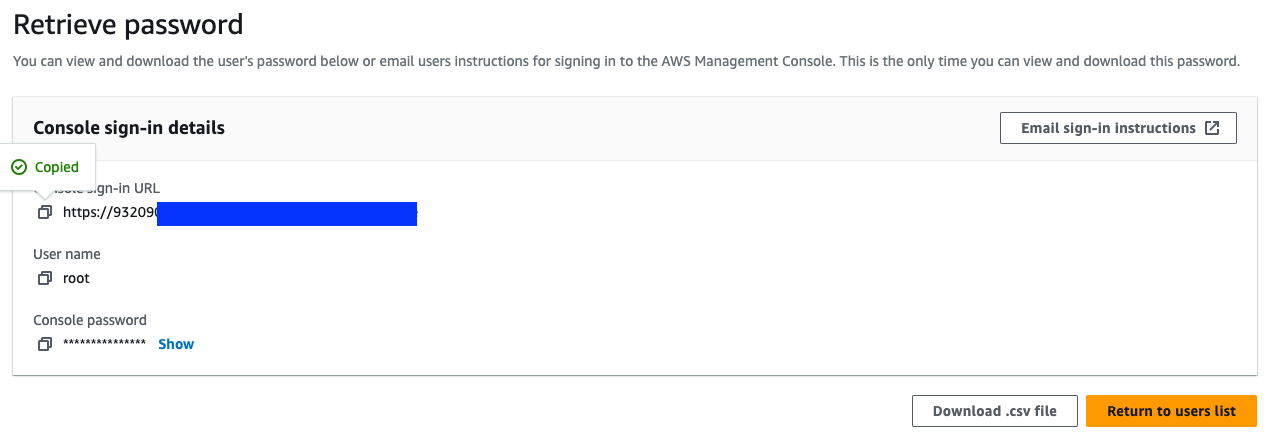 Retrieve password
You can view and download the user's password below or email users instructions for signing in to the AWS Management Console. This is the only time you can view and download this password.
Console sign-in details
Email sign-in instructions
Copied
sign-in URL
https://93209
User name
root
Console password
*************** Show
Download .csv file
Return to users list